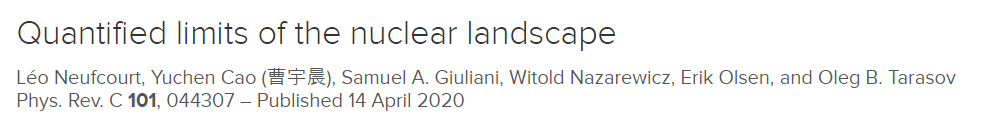 Quantified limits of the nuclear landscape
Léo Neufcourt, Yuchen Cao (曹宇晨), Samuel A. Giuliani, Witold Nazarewicz, Erik Olsen, and Oleg B. Tarasov
Phys. Rev. C 101, 044307 – Published 14 April 2020